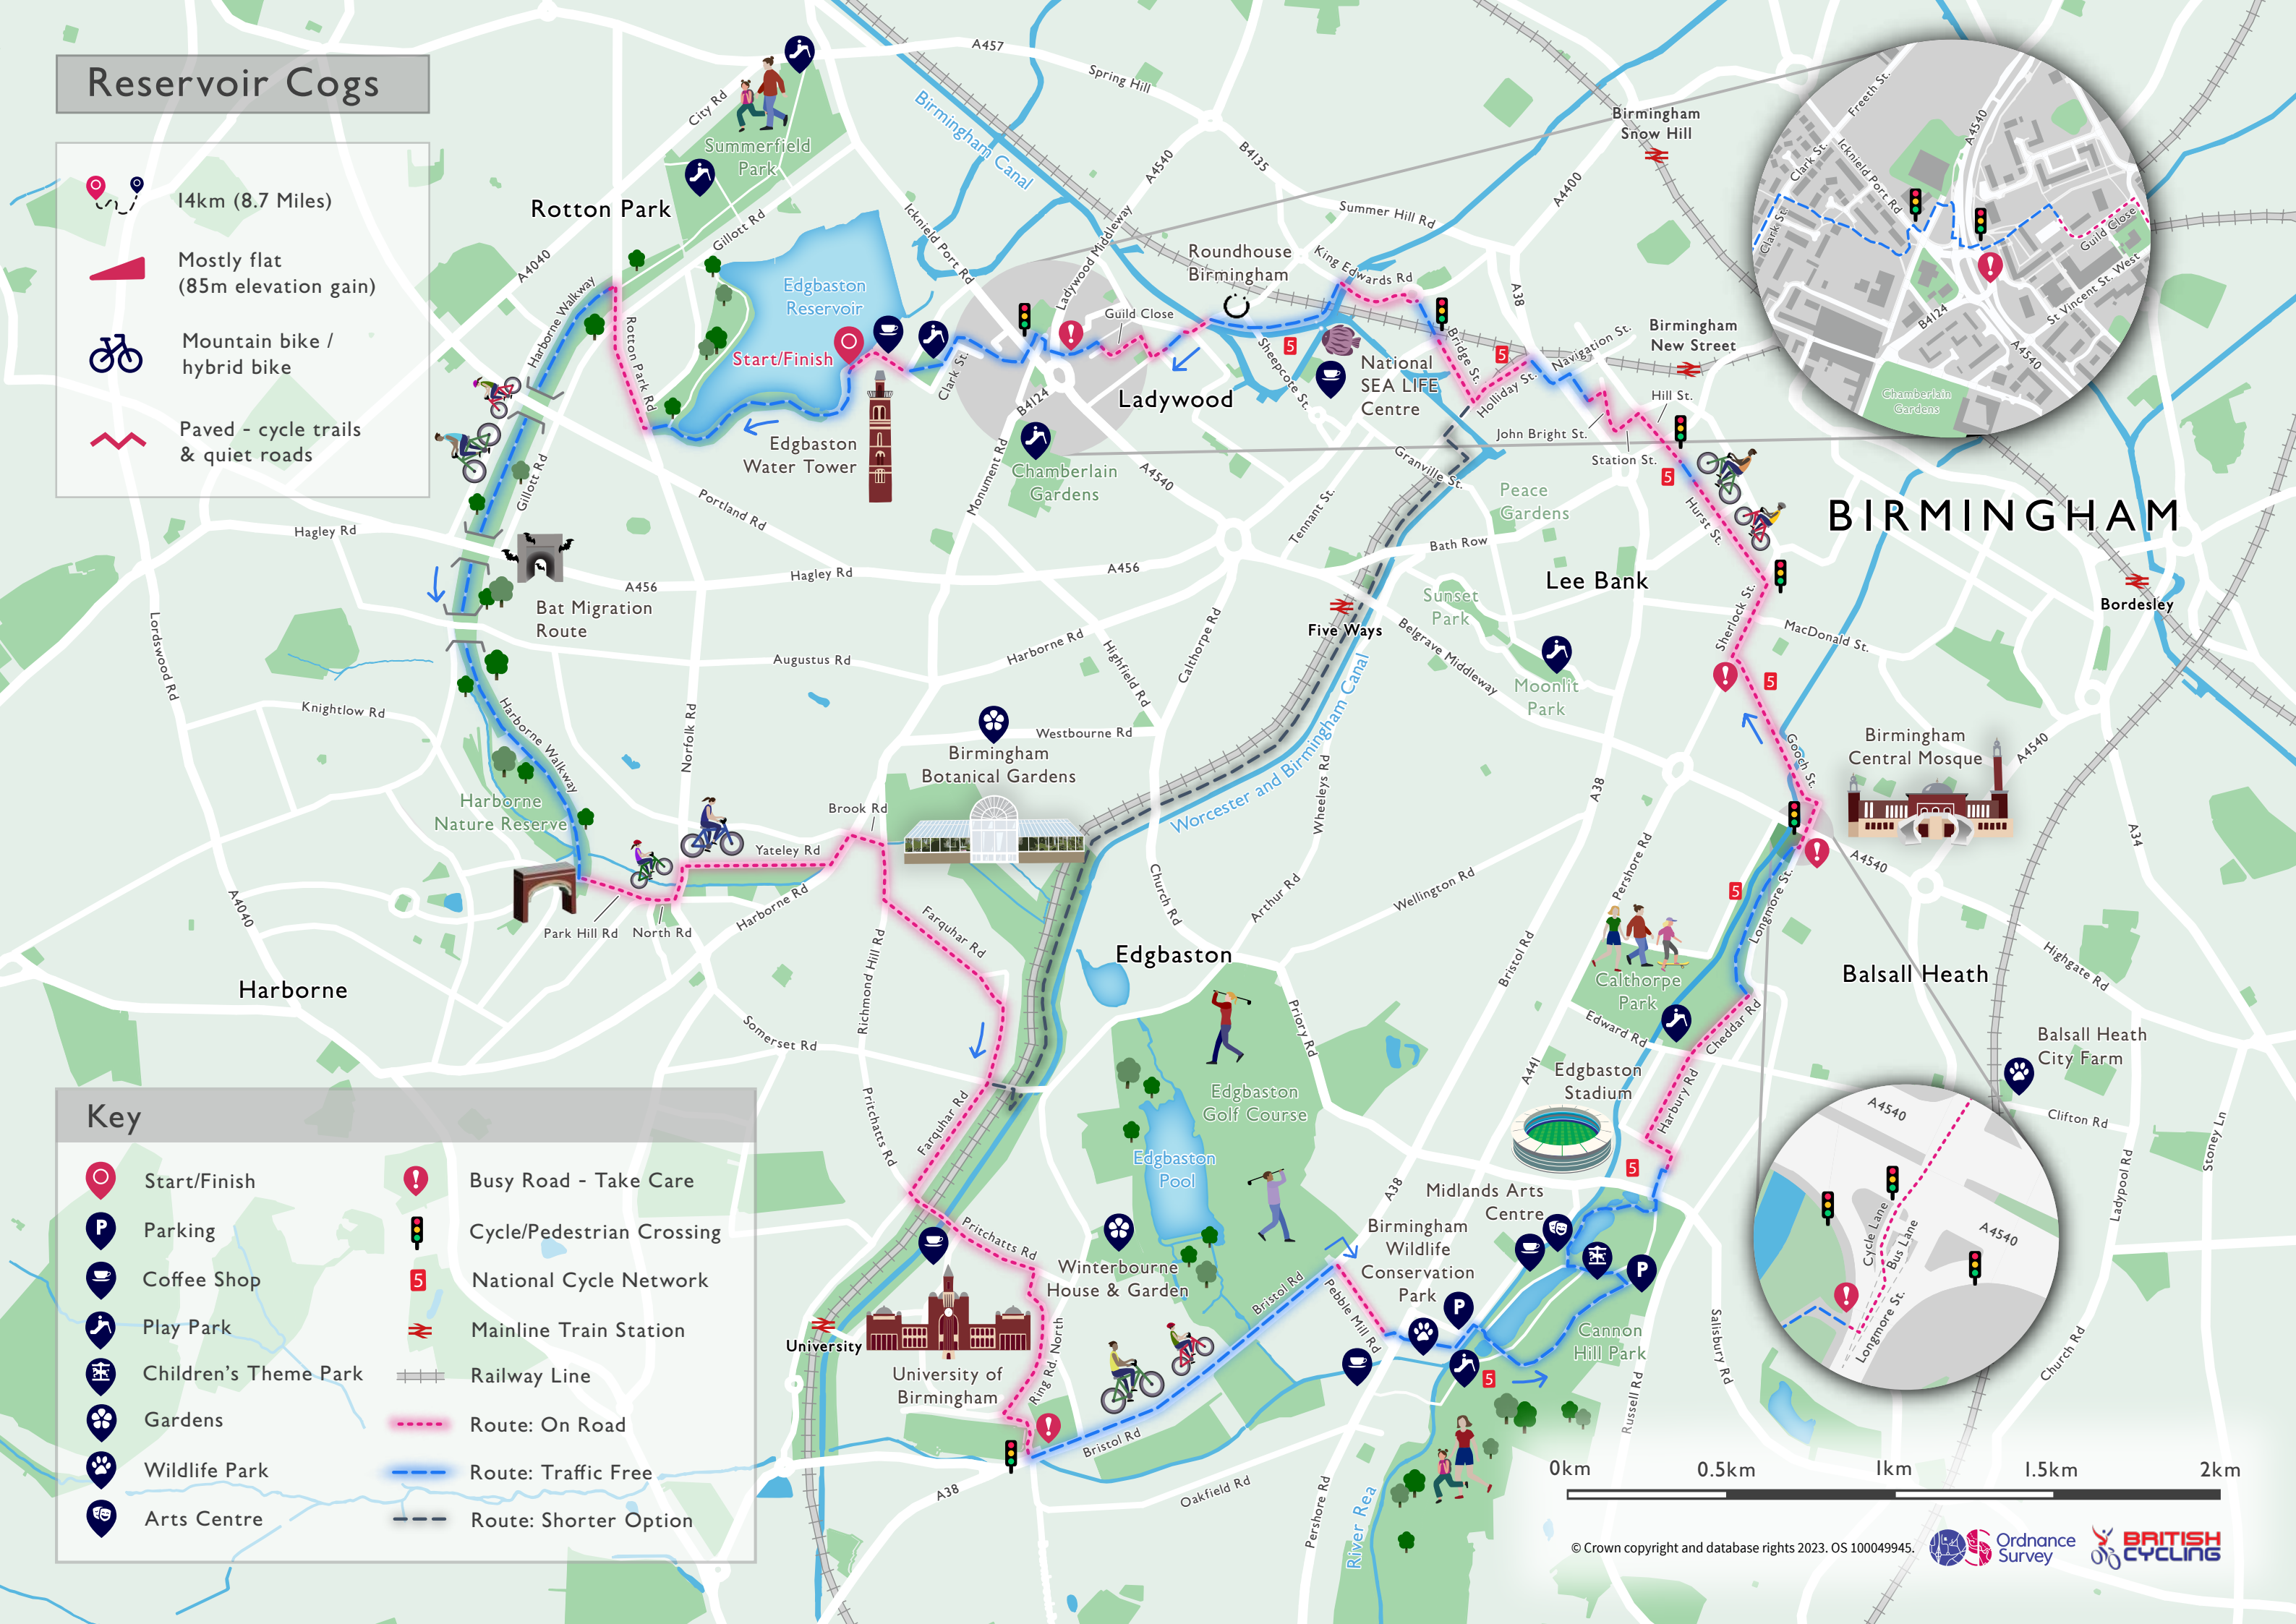 Reservoir Cogs
14km (8.7 Miles)
Mostly flat
(85m elevation gain)
Mountain bike /
hybrid bike
Paved - cycle trails
& quiet roads
A457
Spring Hill
City Rd
Summerfield
Park
Rotton Park
Gillott Rd
A4040
Harborne Walkway
Rotton Park Rd
Edgbaston
Reservoir
Start/Finish
Icknield Port Rd
Birmingham Canal
A4540
B4135
Ladywood Middleway
Summer Hill Rd
A4400
Birmingham
Snow Hill
Roundhouse
Birmingham
King Edwards Rd
A38
Guild Close
Clark St.
B4124
Ladywood
5
Sheepcote St.
National
SEA LIFE
Centre
Bridge St.
5
Holliday St.
Navigation St.
Birmingham
New Street
Hill St.
John Bright St.
Station St.
5
Edgbaston
Water Tower
Chamberlain
Gardens
Monument Rd
A4540
Portland Rd
Gillott Rd
Hagley Rd
Hagley Rd
A456
A456
Bat Migration
Route
Granville St.
Tennant St.
Bath Row
Peace
Gardens
Hurst St.
BIRMINGHAM
Lee Bank
Sunset
Park
Five Ways
Belgrave Middleway
Moonlit
Park
Sherlock St.
MacDonald St.
5
Bordesley
Lordswood Rd
Augustus Rd
Harborne Rd
Highfield Rd
Calthorpe Rd
Knightlow Rd
Harborne Walkway
Norfolk Rd
Westbourne Rd
Birmingham
Botanical Gardens
Worcester and Birmingham Canal
Wheeleys Rd
A38
Gooch St.
Birmingham
Central Mosque
A4540
A34
A4540
Harborne
Nature Reserve
Brook Rd
Yateley Rd
Harborne Rd
Park Hill Rd
North Rd
A4040
Harborne
Farquhar Rd
Richmond Hill Rd
Church Rd
Arthur Rd
Wellington Rd
Pershore Rd
5
Longmore St.
Edgbaston
Bristol Rd
Calthorpe
Park
Balsall Heath
Highgate Rd
Somerset Rd
Priory Rd
Edward Rd
Cheddar Rd
Balsall Heath
City Farm
Edgbaston
Golf Course
A441
Edgbaston
Stadium
Harbury Rd
Clifton Rd
Stoney Ln
Ladypool Rd
Pritchatts Rd
Farquhar Rd
Edgbaston
Pool
5
A38
Midlands Arts
Centre
Pritchatts Rd
Winterbourne
House & Garden
Birmingham
Wildlife
Conservation
Park
Bristol Rd
Pebble Mill Rd
University
University of
Birmingham
Ring Rd. North
Bristol Rd
A38
Oakfield Rd
Pershore Rd
River Rea
5
Cannon
Hill Park
Russell Rd
Salisbury Rd
Church Rd
Freeth St.
A4540
Clark St.
Icknield Port Rd
Clark St.
Guild Close
St Vincent St. West
B4124
A4540
Chamberlain
Gardens
A4540
A4540
Cycle Lane
Bus Lane
Longmore St.
Key
Start/Finish
P Parking
Coffee Shop
Play Park
Children's Theme Park
Gardens
Wildlife Park
Arts Centre
Busy Road - Take Care
Cycle/Pedestrian Crossing
5 National Cycle Network
Mainline Train Station
Railway Line
Route: On Road
Route: Traffic Free
Route: Shorter Option
P
P
0km 0.5km 1km 1.5km 2km
© Crown copyright and database rights 2023. OS 100049945.
Ordnance
Survey
BRITISH
CYCLING